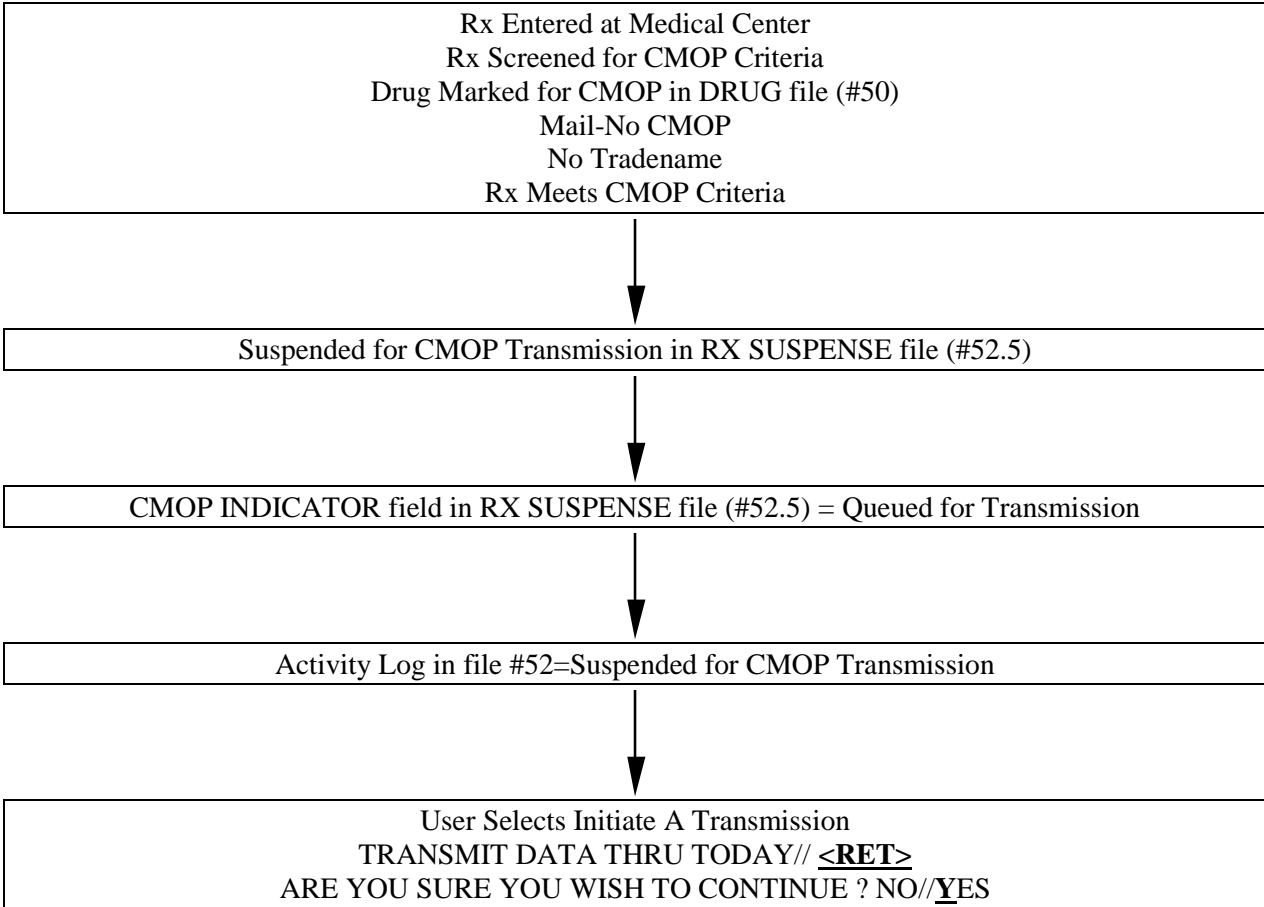 Rx Entered at Medical Center
Rx Screened for CMOP Criteria
Drug Marked for CMOP in DRUG file (#50)
Mail-No CMOP
No Tradename
Rx Meets CMOP Criteria
Suspended for CMOP Transmission in RX SUSPENSE file (#52.5)
CMOP INDICATOR field in RX SUSPENSE file (#52.5) = Queued for Transmission
Activity Log in file #52=Suspended for CMOP Transmission
User Selects Initiate A Transmission
TRANSMIT DATA THRU TODAY// <RET>
ARE YOU SURE YOU WISH TO CONTINUE ? NO//YES